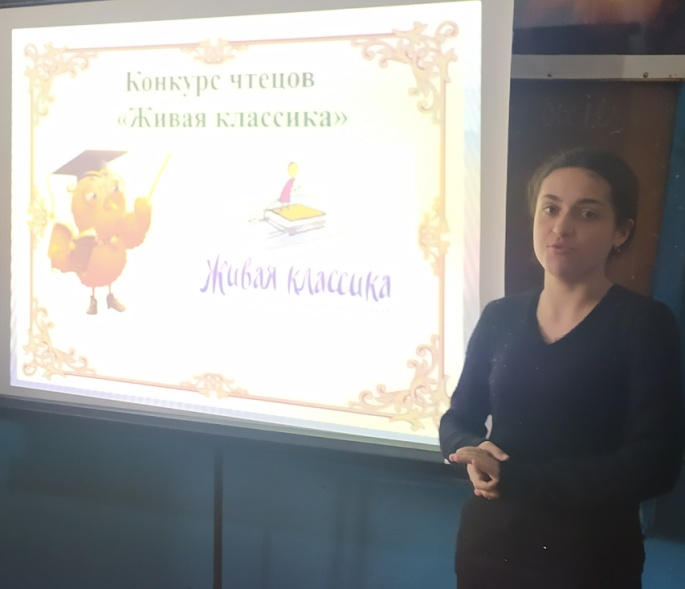 Конкурс чтецов
«Живая классика»
Живая классика